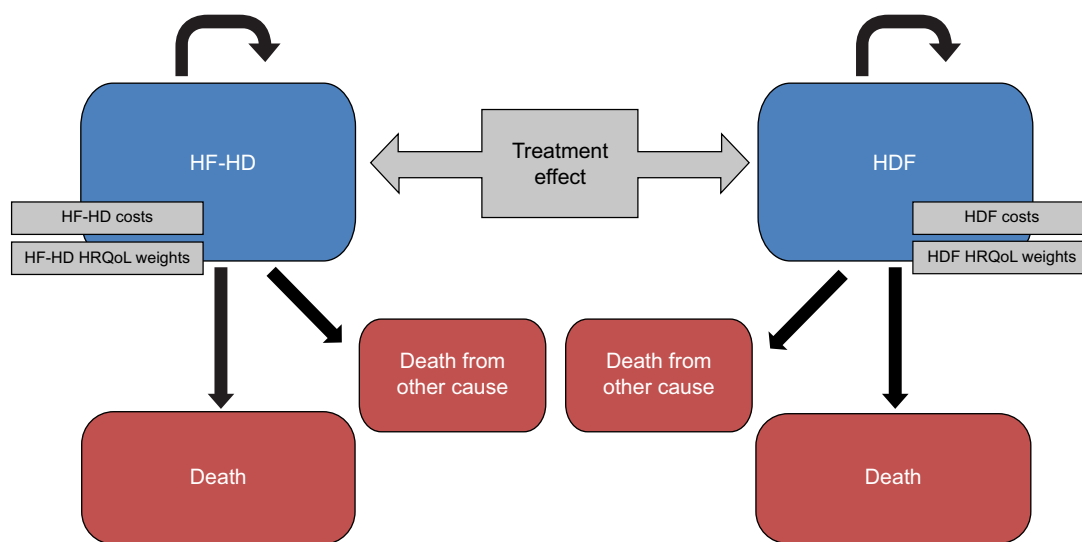 HF-HD
Treatment
effect
HDF
HF-HD costs
HF-HD HRQoL weights
HDF costs
HDF HRQoL weights
Death from
other cause
Death from
other cause
Death
Death